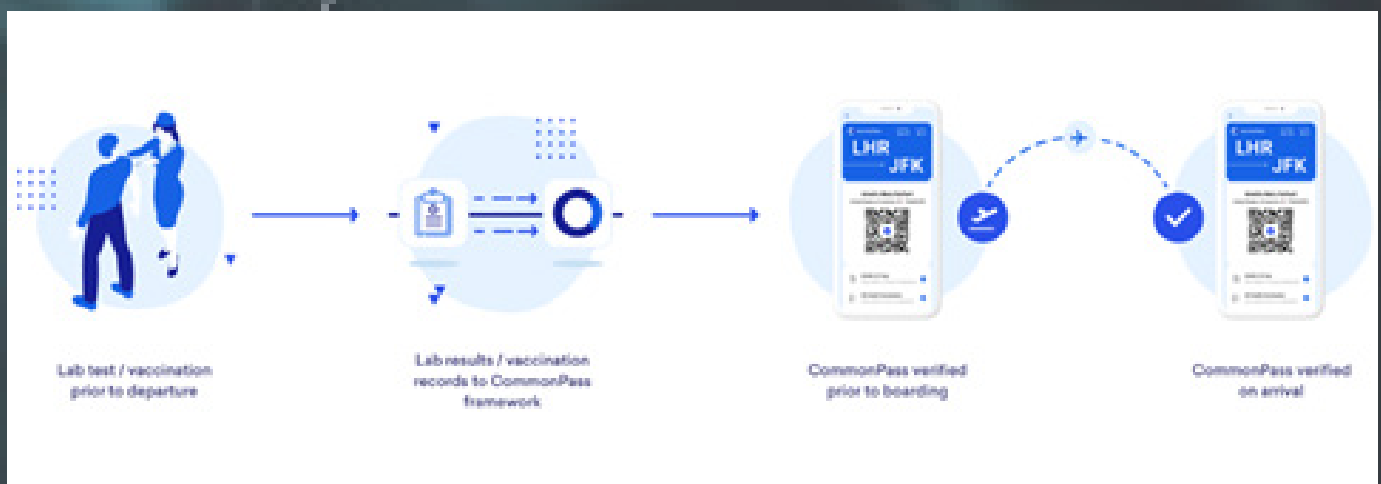 Lab test / vaccination
prior to departure
Lab results / vaccination
records to CommonPass
framework
LHR
JFK
CommonPass verified
prior to boarding
LHR
JFK
CommonPass verified
on arrival